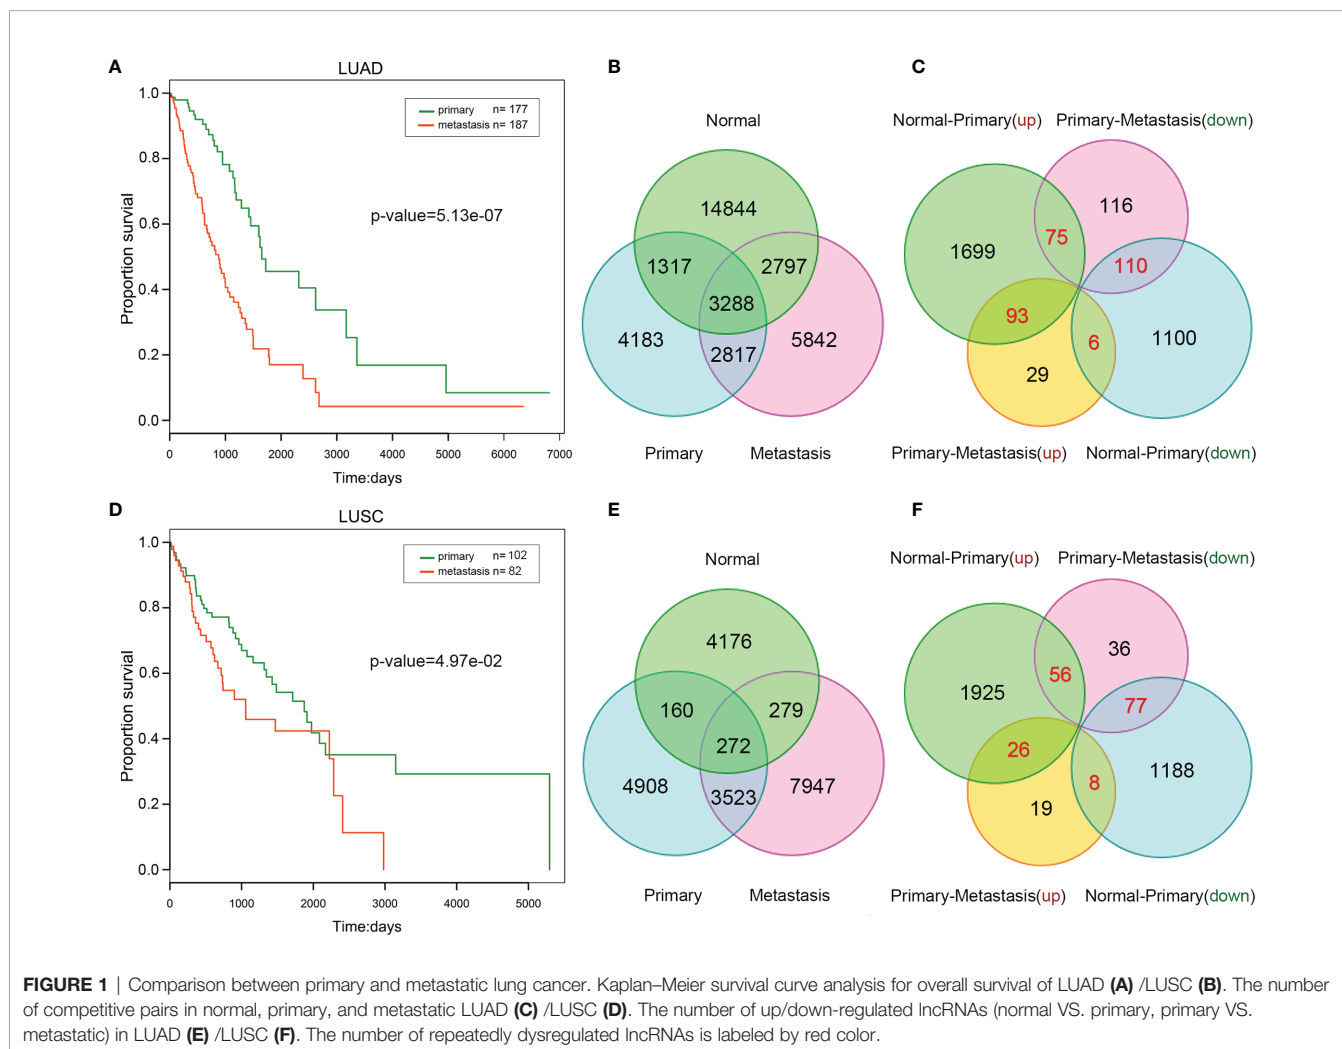 A
LUAD
primary n= 177
metastasis n= 187
p-value=5.13e-07
Proportion survial
1.0
0.8
0.6
0.4
0.2
0.0
0 1000 2000 3000 4000 5000 6000 7000
Time:days
B
Normal
14844
1317 2797
3288
4183 2817 5842
Primary Metastasis
C
Normal-Primary(up) Primary-Metastasis(down)
116
1699 75
110
93
6 1100
29
Primary-Metastasis(up) Normal-Primary(down)
D
LUSC
primary n= 102
metastasis n= 82
p-value=4.97e-02
Proportion survial
1.0
0.8
0.6
0.4
0.2
0.0
0 1000 2000 3000 4000 5000
Time:days
E
Normal
4176
160 279
272
4908 3523 7947
Primary Metastasis
F
Normal-Primary(up) Primary-Metastasis(down)
36
1925 56
77
26
8 1188
19
Primary-Metastasis(up) Normal-Primary(down)
FIGURE 1 | Comparison between primary and metastatic lung cancer. Kaplan–Meier survival curve analysis for overall survival of LUAD (A) /LUSC (B). The number
of competitive pairs in normal, primary, and metastatic LUAD (C) /LUSC (D). The number of up/down-regulated lncRNAs (normal VS. primary, primary VS.
metastatic) in LUAD (E) /LUSC (F). The number of repeatedly dysregulated lncRNAs is labeled by red color.